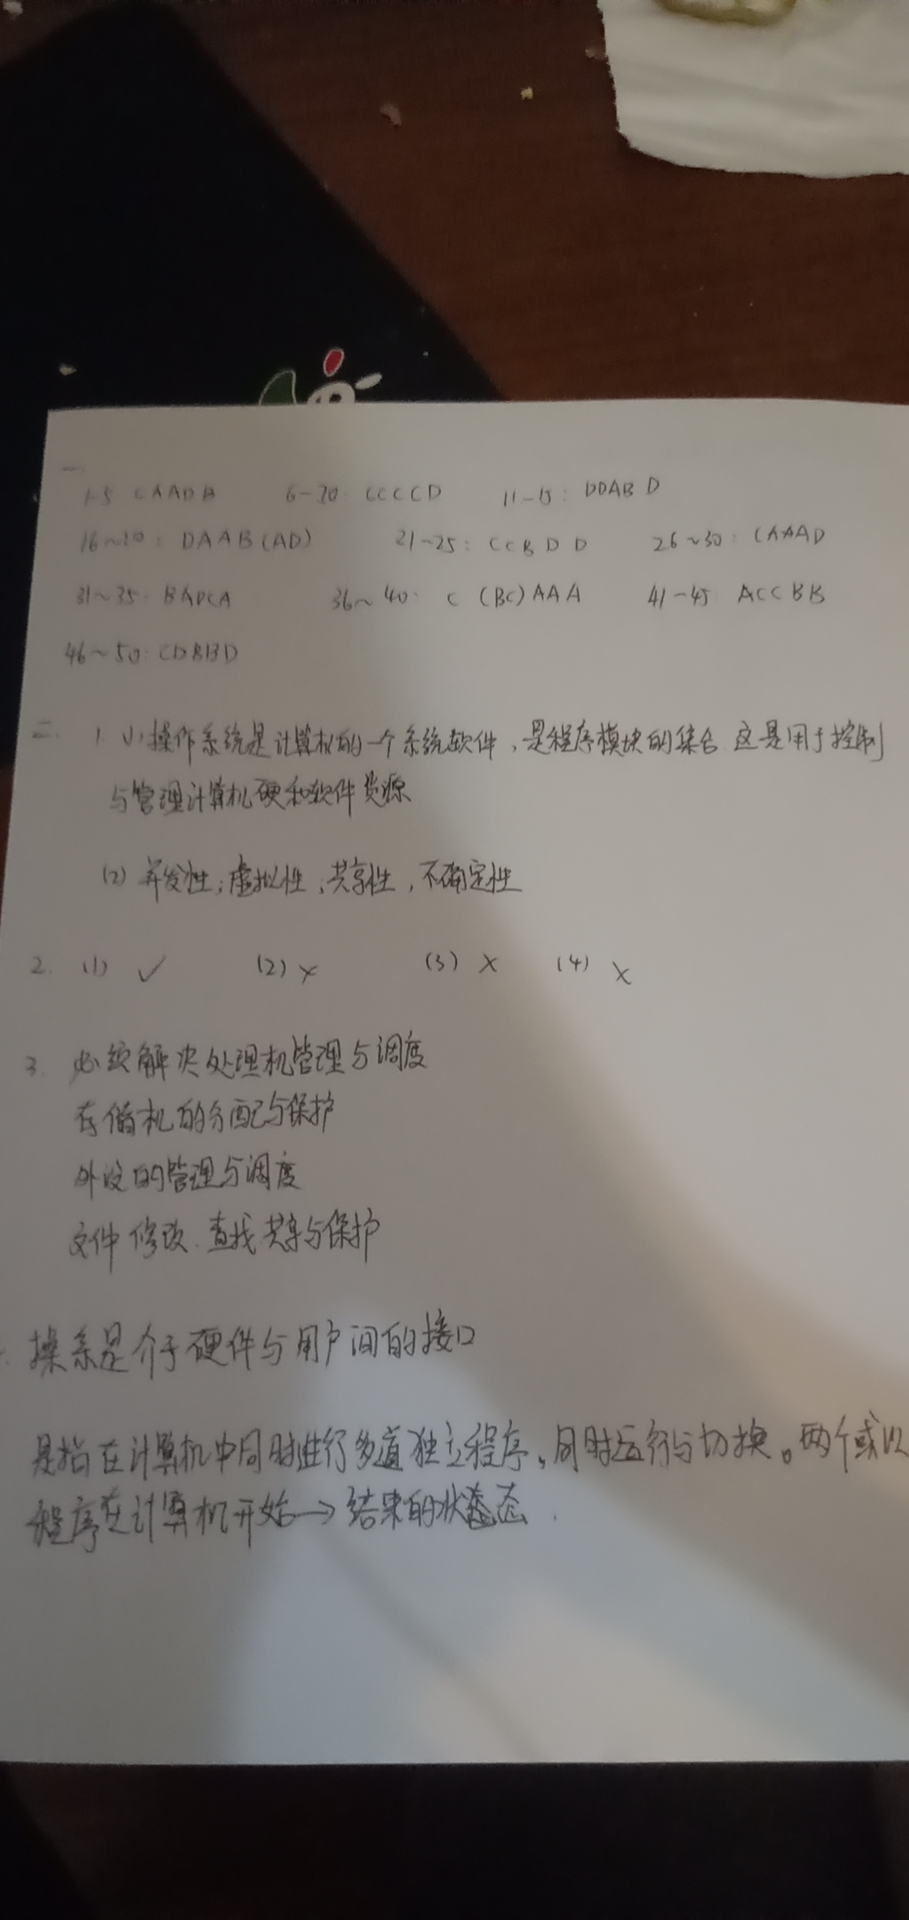 一
1-5 CAADB 6-10: CCCCD 11-15: DDABD
16~20: DAAB(AD) 21~25: CCBDD 26~30: CAAAD
31~35: BADCA 36~40: C (BC)AAA 41-45 ACCBB
46~50: CDBBD
二. 1. (1) 操作系统是计算机的一个系统软件,是程序模块的集合.这是用于控制
与管理计算机硬和软件资源
(2) 并发性;虚拟性,共享性,不确定性
2. (1) ✓ (2) × (3) × (4) ×
3. 必须解决处理机管理与调度
存储机的分配与保护
外设的管理与调度
文件修改.查找共享与保护
操系是介于硬件与用户间的接口
是指在计算机中同时进行多道独立程序,同时运行与切换。两个或以
程序在计算机开始→结束的状态